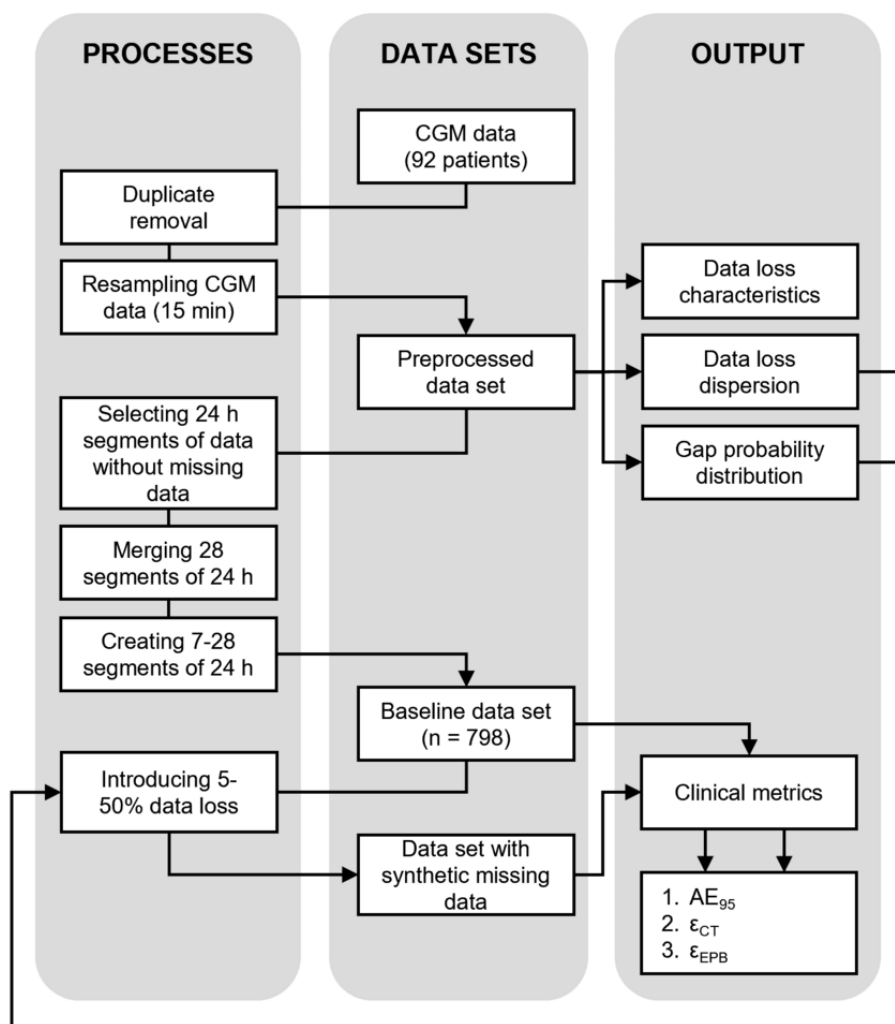 PROCESSES
DATA SETS
OUTPUT
CGM data
(92 patients)
Duplicate
removal
Resampling CGM
data (15 min)
Data loss
characteristics
Preprocessed
data set
Data loss
dispersion
Selecting 24 h
segments of data
without missing
data
Gap probability
distribution
Merging 28
segments of 24 h
Creating 7-28
segments of 24 h
Baseline data set
(n = 798)
Introducing 5-
50% data loss
Clinical metrics
Data set with
synthetic missing
data
1. AE95
2. εCT
3. εEPB